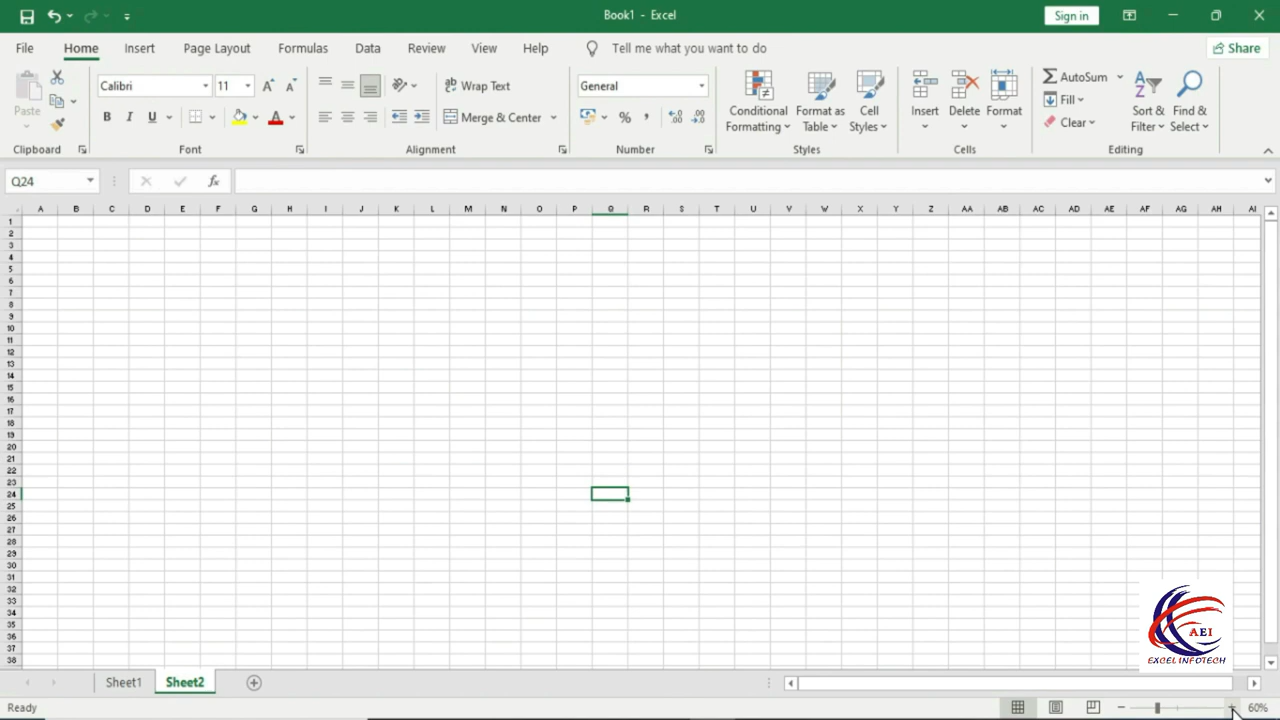 Book1 - Excel
Sign in
File Home Insert Page Layout Formulas Data Review View Help Tell me what you want to do
Share
Calibri 11 A A Wrap Text General AutoSum
Paste Conditional Format as Cell Insert Delete Format Fill Sort & Find &
B I U A Merge & Center % , Formatting Table Styles Clear Filter Select
Clipboard Font Alignment Number Styles Cells Editing
Q24 fx
A B C D E F G H I J K L M N O P Q R S T U V W X Y Z AA AB AC AD AE AF AG AH AI
1
2
3
4
5
6
7
8
9
10
11
12
13
14
15
16
17
18
19
20
21
22
23
24
25
26
27
28
29
30
31
32
33
34
35
36
37
38
AEI
EXCEL INFOTECH
Sheet1 Sheet2
Ready 60%